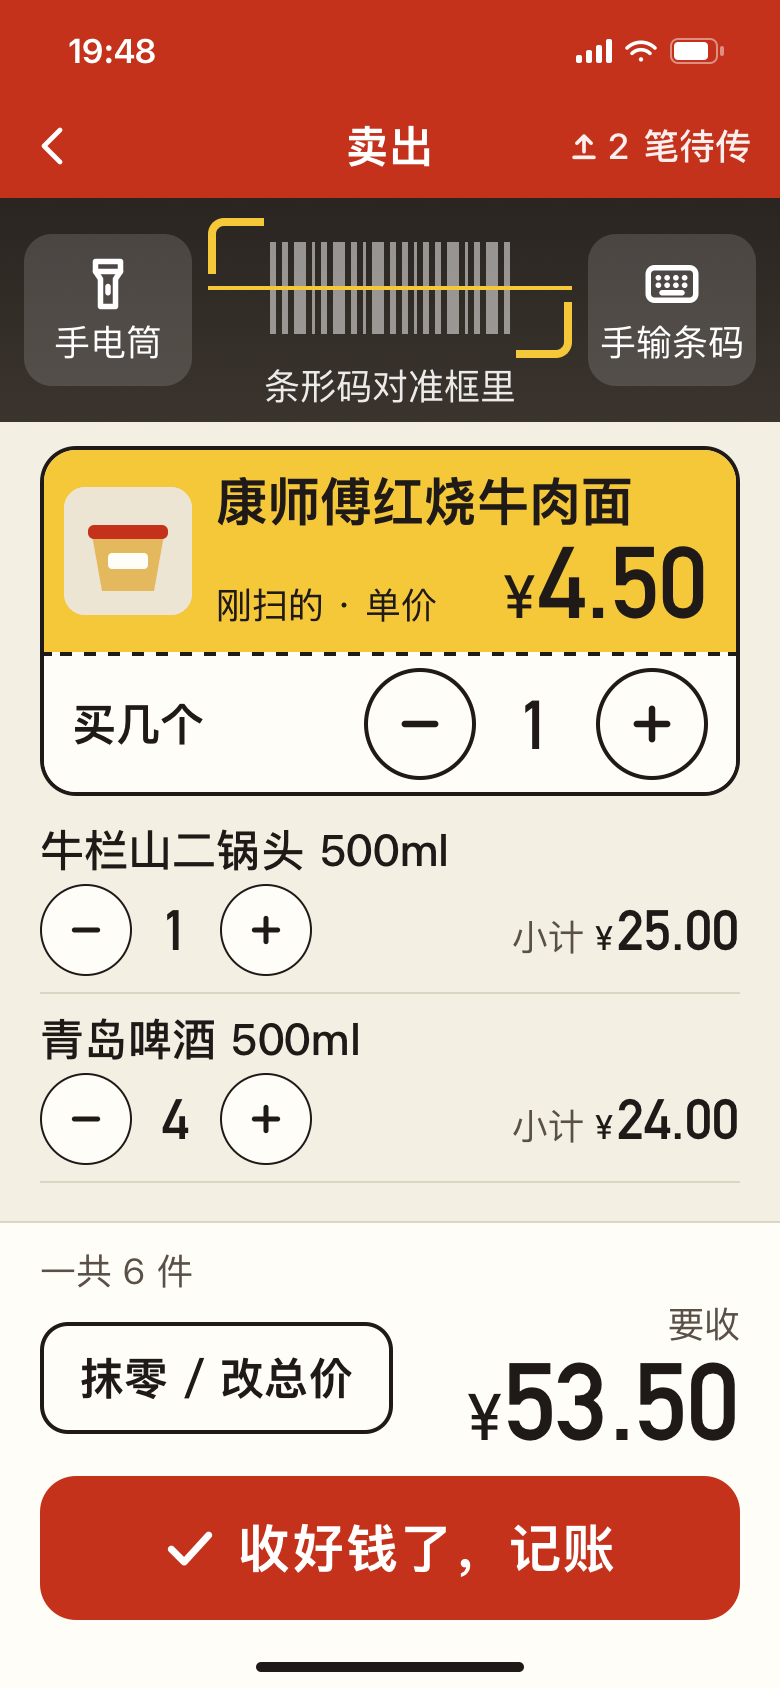 19:48
卖出
2 笔待传
手电筒
条形码对准框里
手输条码
康师傅红烧牛肉面
刚扫的 · 单价
¥4.50
买几个
− 1 +
牛栏山二锅头 500ml
− 1 +
小计 ¥25.00
青岛啤酒 500ml
− 4 +
小计 ¥24.00
一共 6 件
抹零 / 改总价
要收
¥53.50
收好钱了，记账